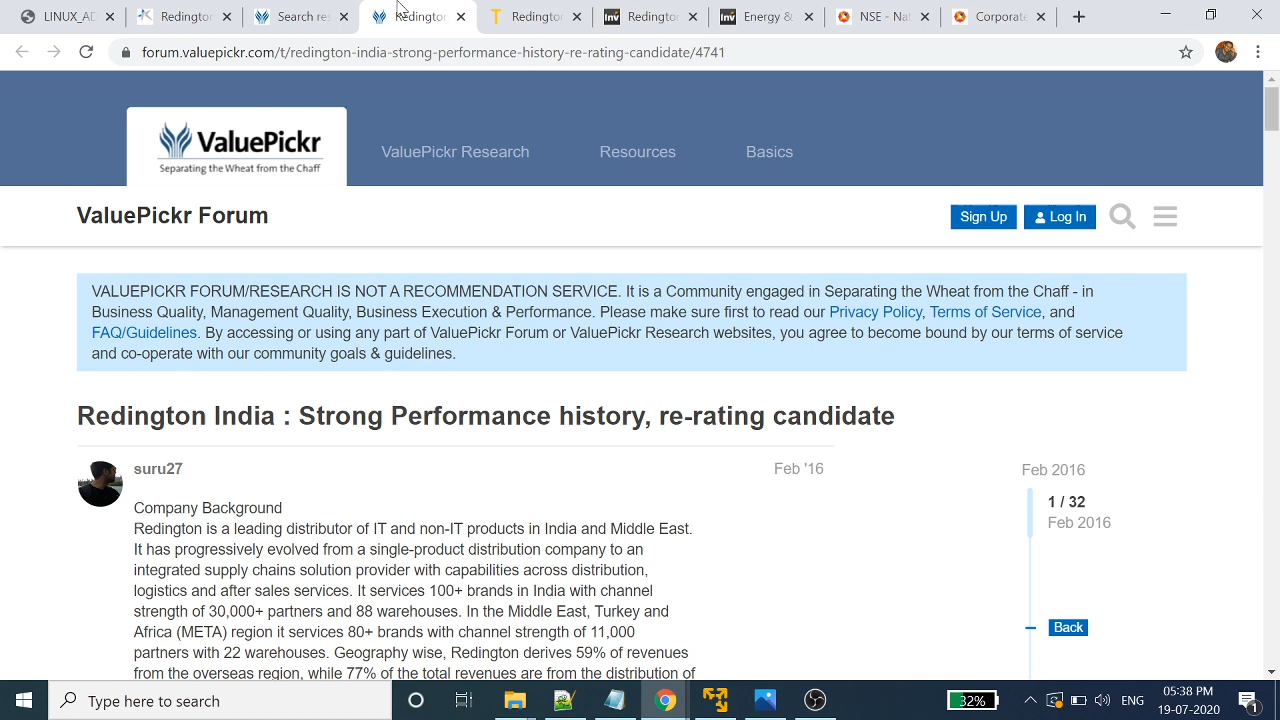 LINUX_AD
Redington
Search res
Redington
Redington
Redington
Energy &
NSE - Nat
Corporate
forum.valuepickr.com/t/redington-india-strong-performance-history-re-rating-candidate/4741
ValuePickr
Separating the Wheat from the Chaff
ValuePickr Research
Resources
Basics
ValuePickr Forum
Sign Up
Log In
VALUEPICKR FORUM/RESEARCH IS NOT A RECOMMENDATION SERVICE. It is a Community engaged in Separating the Wheat from the Chaff - in
Business Quality, Management Quality, Business Execution & Performance. Please make sure first to read our Privacy Policy, Terms of Service, and
FAQ/Guidelines. By accessing or using any part of ValuePickr Forum or ValuePickr Research websites, you agree to become bound by our terms of service
and co-operate with our community goals & guidelines.
Redington India : Strong Performance history, re-rating candidate
suru27
Feb '16
Feb 2016
1 / 32
Feb 2016
Back
Company Background
Redington is a leading distributor of IT and non-IT products in India and Middle East.
It has progressively evolved from a single-product distribution company to an
integrated supply chains solution provider with capabilities across distribution,
logistics and after sales services. It services 100+ brands in India with channel
strength of 30,000+ partners and 88 warehouses. In the Middle East, Turkey and
Africa (META) region it services 80+ brands with channel strength of 11,000
partners with 22 warehouses. Geography wise, Redington derives 59% of revenues
from the overseas region, while 77% of the total revenues are from the distribution of
Type here to search
32%
ENG
05:38 PM
19-07-2020
1